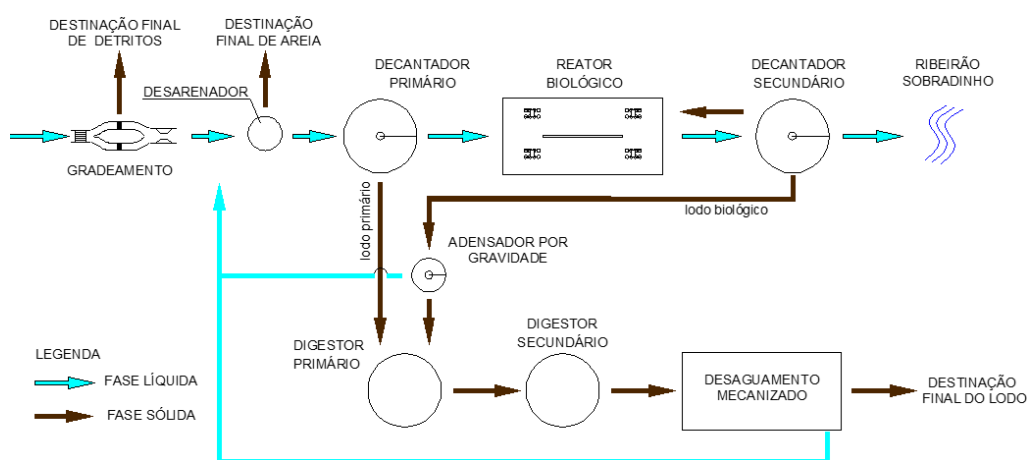 DESTINAÇÃO FINAL
DE DETRITOS
DESTINAÇÃO
FINAL DE AREIA
DESARENADOR
GRADEAMENTO
DECANTADOR
PRIMÁRIO
REATOR
BIOLÓGICO
DECANTADOR
SECUNDÁRIO
RIBEIRÃO
SOBRADINHO
lodo primário
lodo biológico
ADENSADOR POR
GRAVIDADE
DIGESTOR
PRIMÁRIO
DIGESTOR
SECUNDÁRIO
DESAGUAMENTO
MECANIZADO
DESTINAÇÃO
FINAL DO LODO
LEGENDA
FASE LÍQUIDA
FASE SÓLIDA